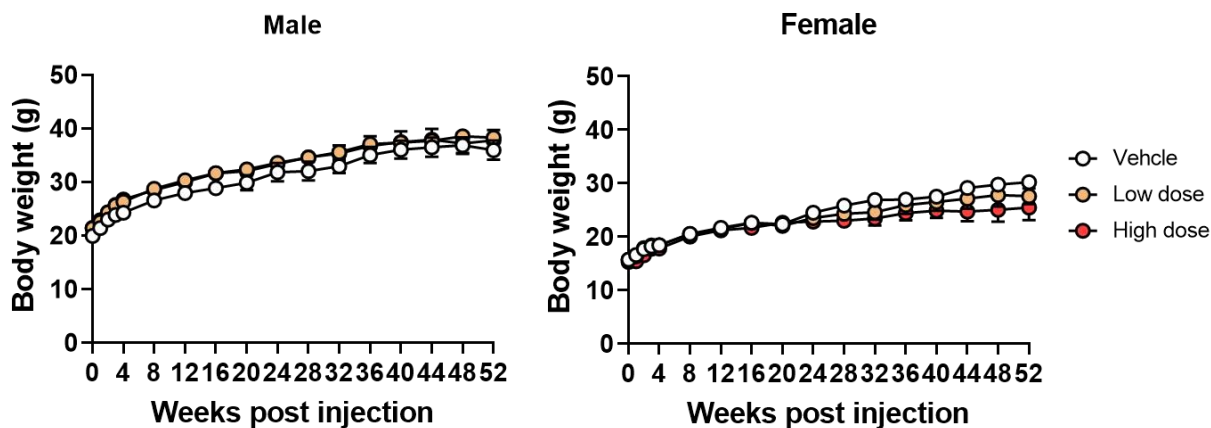 Male
Body weight (g)
50
40
30
20
10
0
0 4 8 12 16 20 24 28 32 36 40 44 48 52
Weeks post injection
Female
Body weight (g)
50
40
30
20
10
0
0 4 8 12 16 20 24 28 32 36 40 44 48 52
Weeks post injection
Vehcle
Low dose
High dose